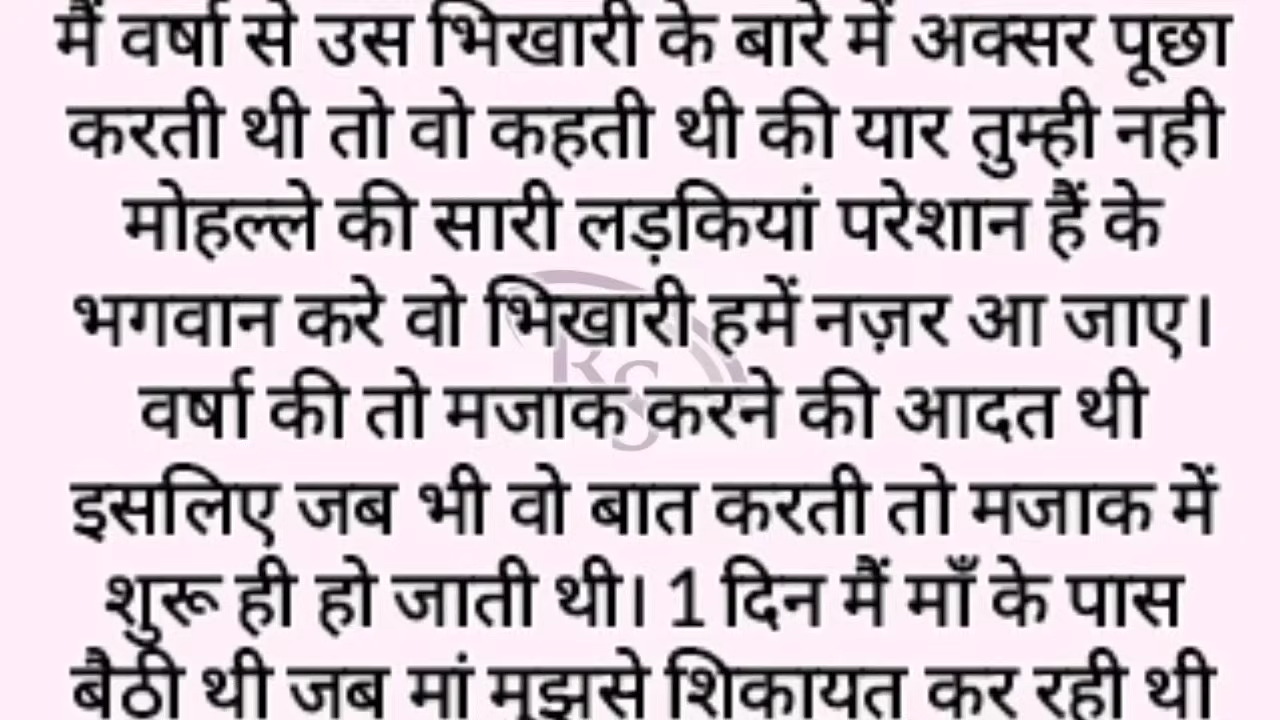 मैं वर्षा से उस भिखारी के बारे में अक्सर पूछा
करती थी तो वो कहती थी की यार तुम्ही नही
मोहल्ले की सारी लड़कियां परेशान हैं के
भगवान करे वो भिखारी हमें नज़र आ जाए।
वर्षा की तो मजाक करने की आदत थी
इसलिए जब भी वो बात करती तो मजाक में
शुरू ही हो जाती थी। 1 दिन मैं माँ के पास
बैठी थी जब मां मुझसे शिकायत कर रही थी
RS